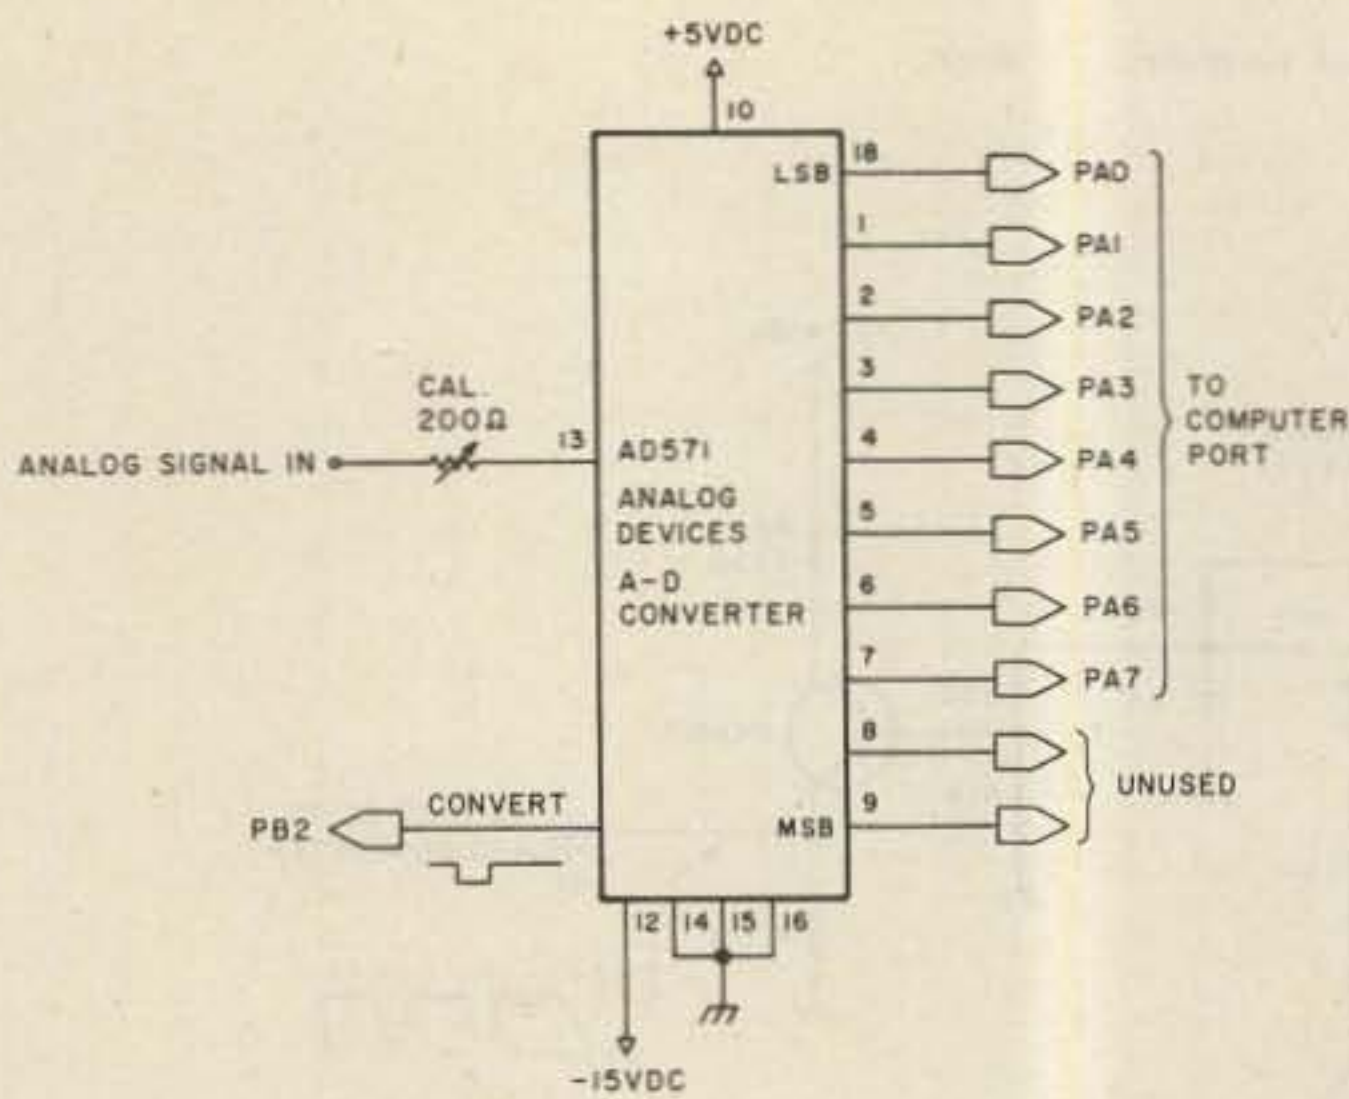 +5VDC
10
LSB
18
PA0
1
PA1
2
PA2
3
PA3
4
PA4
5
PA5
6
PA6
7
PA7
8
9
MSB
TO
COMPUTER
PORT
UNUSED
CAL.
200Ω
ANALOG SIGNAL IN
13
AD571
ANALOG
DEVICES
A-D
CONVERTER
PB2
CONVERT
12
14
15
16
-15VDC